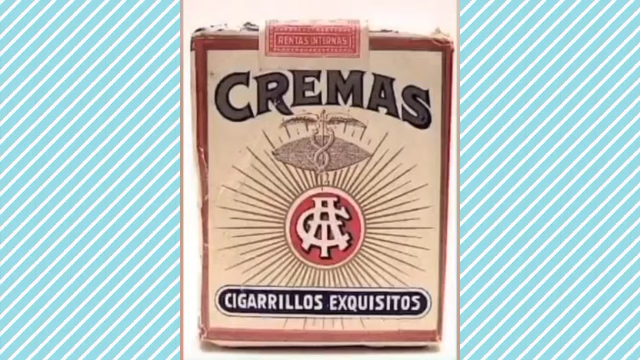 RENTAS INTERNAS
CREMAS
CIGARRILLOS EXQUISITOS